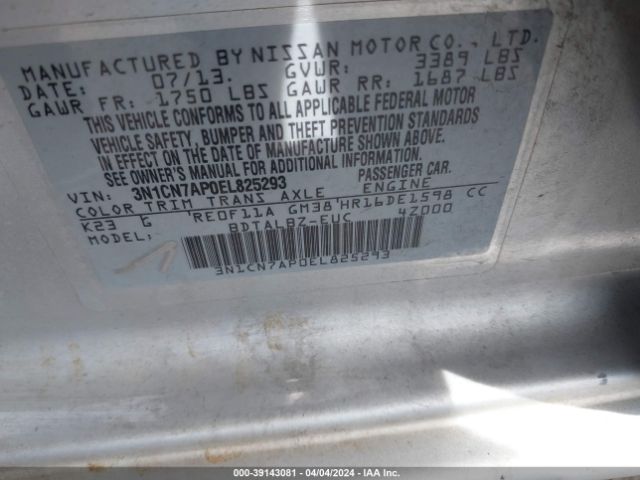 MANUFACTURED BY NISSAN MOTOR CO., LTD.
DATE: 07/13. GVWR: 3389 LBS
GAWR FR: 1750 LBS GAWR RR: 1687 LBS
THIS VEHICLE CONFORMS TO ALL APPLICABLE FEDERAL MOTOR
VEHICLE SAFETY, BUMPER AND THEFT PREVENTION STANDARDS
IN EFFECT ON THE DATE OF MANUFACTURE SHOWN ABOVE.
SEE OWNER'S MANUAL FOR ADDITIONAL INFORMATION.
VIN: 3N1CN7AP0EL825293 PASSENGER CAR.
COLOR TRIM TRANS AXLE ENGINE
K23 G 'RE0F11A GM38'HR16DE1598 CC
MODEL: BDTALBZ-EUC 42000
3N1CN7AP0EL825293
000-39143081 - 04/04/2024 - IAA Inc.